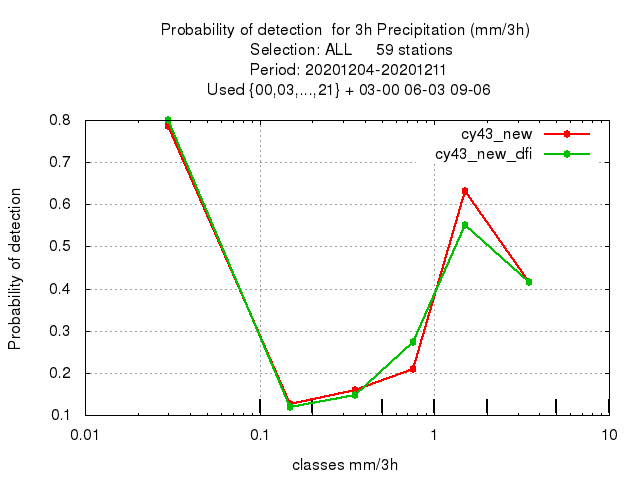 Probability of detection  for 3h Precipitation (mm/3h)
Selection: ALL     59 stations
Period: 20201204-20201211
Used {00,03,...,21} + 03-00 06-03 09-06
cy43_new
cy43_new_dfi
Probability of detection
0.8
0.7
0.6
0.5
0.4
0.3
0.2
0.1
0.01
0.1
1
10
classes mm/3h